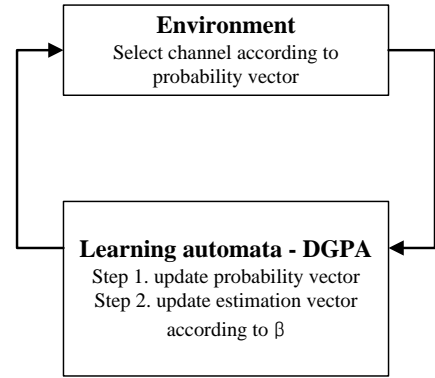 Environment
Select channel according to
probability vector
Learning automata - DGPA
Step 1. update probability vector
Step 2. update estimation vector
according to β